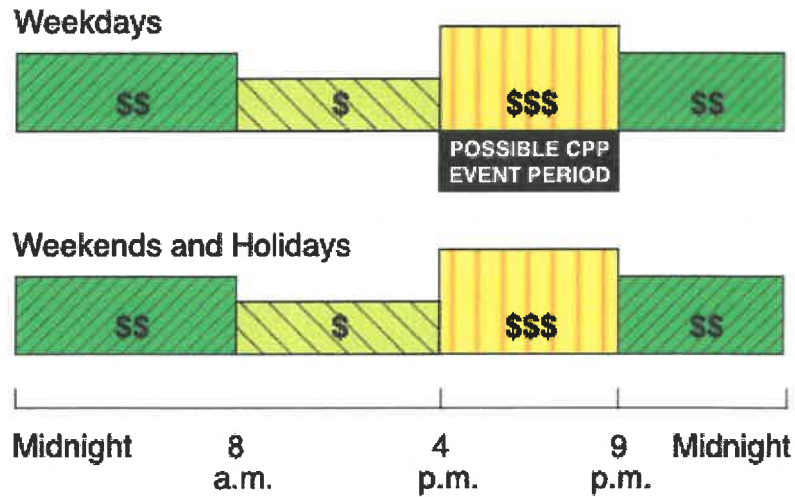 Weekdays
$$ $ $$$ $$
POSSIBLE CPP
EVENT PERIOD
Weekends and Holidays
$$ $ $$$ $$
Midnight 8 4 9 Midnight
a.m. p.m. p.m.